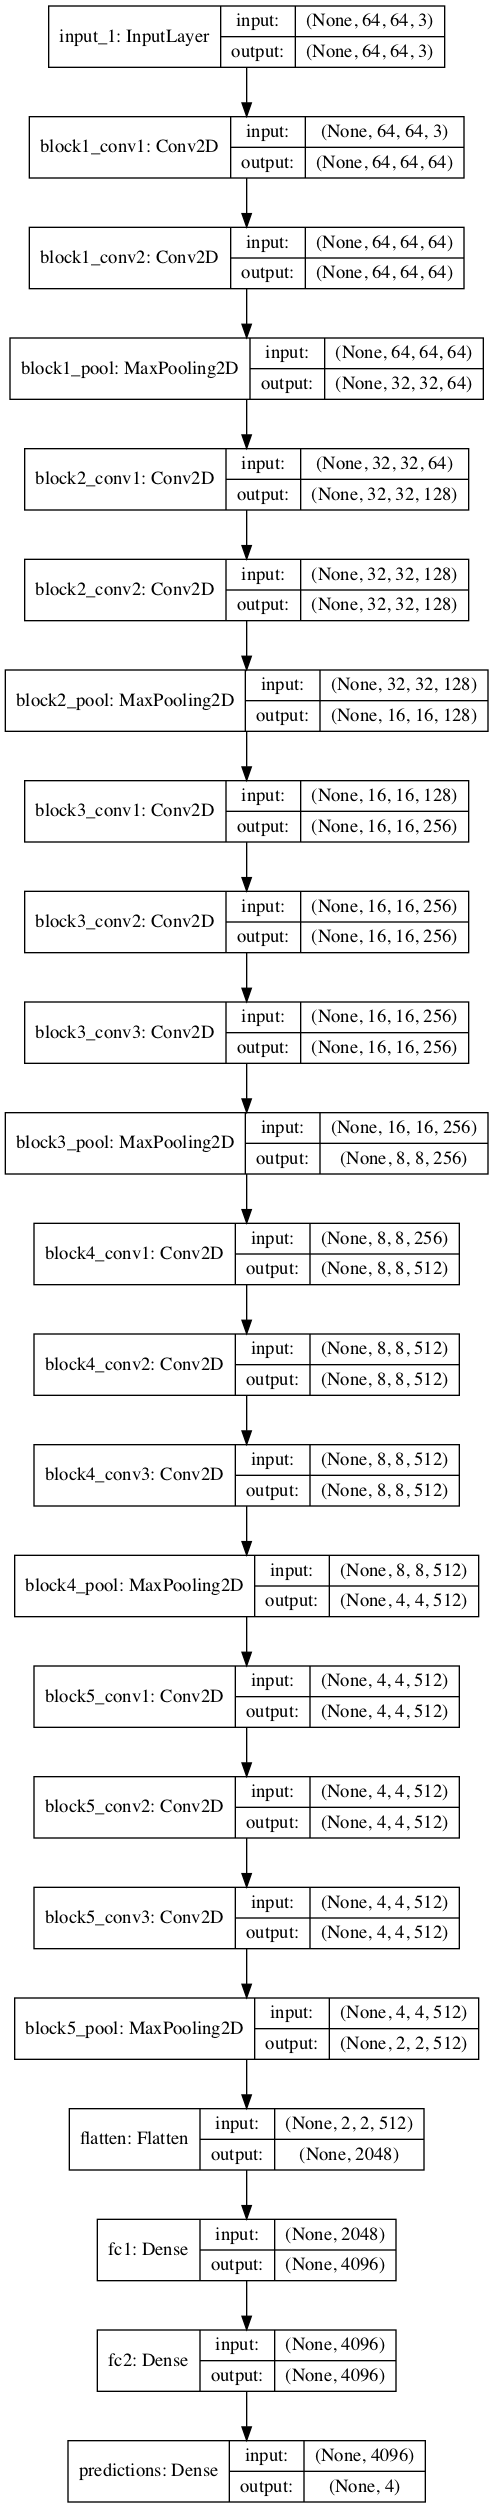 input_1: InputLayer
input: (None, 64, 64, 3)
output: (None, 64, 64, 3)
block1_conv1: Conv2D
input: (None, 64, 64, 3)
output: (None, 64, 64, 64)
block1_conv2: Conv2D
input: (None, 64, 64, 64)
output: (None, 64, 64, 64)
block1_pool: MaxPooling2D
input: (None, 64, 64, 64)
output: (None, 32, 32, 64)
block2_conv1: Conv2D
input: (None, 32, 32, 64)
output: (None, 32, 32, 128)
block2_conv2: Conv2D
input: (None, 32, 32, 128)
output: (None, 32, 32, 128)
block2_pool: MaxPooling2D
input: (None, 32, 32, 128)
output: (None, 16, 16, 128)
block3_conv1: Conv2D
input: (None, 16, 16, 128)
output: (None, 16, 16, 256)
block3_conv2: Conv2D
input: (None, 16, 16, 256)
output: (None, 16, 16, 256)
block3_conv3: Conv2D
input: (None, 16, 16, 256)
output: (None, 16, 16, 256)
block3_pool: MaxPooling2D
input: (None, 16, 16, 256)
output: (None, 8, 8, 256)
block4_conv1: Conv2D
input: (None, 8, 8, 256)
output: (None, 8, 8, 512)
block4_conv2: Conv2D
input: (None, 8, 8, 512)
output: (None, 8, 8, 512)
block4_conv3: Conv2D
input: (None, 8, 8, 512)
output: (None, 8, 8, 512)
block4_pool: MaxPooling2D
input: (None, 8, 8, 512)
output: (None, 4, 4, 512)
block5_conv1: Conv2D
input: (None, 4, 4, 512)
output: (None, 4, 4, 512)
block5_conv2: Conv2D
input: (None, 4, 4, 512)
output: (None, 4, 4, 512)
block5_conv3: Conv2D
input: (None, 4, 4, 512)
output: (None, 4, 4, 512)
block5_pool: MaxPooling2D
input: (None, 4, 4, 512)
output: (None, 2, 2, 512)
flatten: Flatten
input: (None, 2, 2, 512)
output: (None, 2048)
fc1: Dense
input: (None, 2048)
output: (None, 4096)
fc2: Dense
input: (None, 4096)
output: (None, 4096)
predictions: Dense
input: (None, 4096)
output: (None, 4)